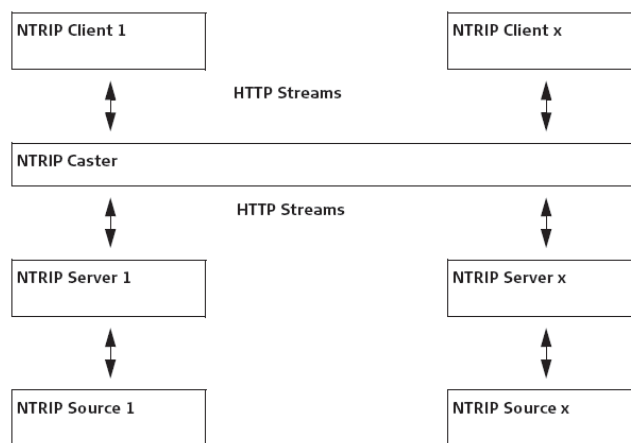 NTRIP Client 1
NTRIP Client x
HTTP Streams
NTRIP Caster
HTTP Streams
NTRIP Server 1
NTRIP Server x
NTRIP Source 1
NTRIP Source x